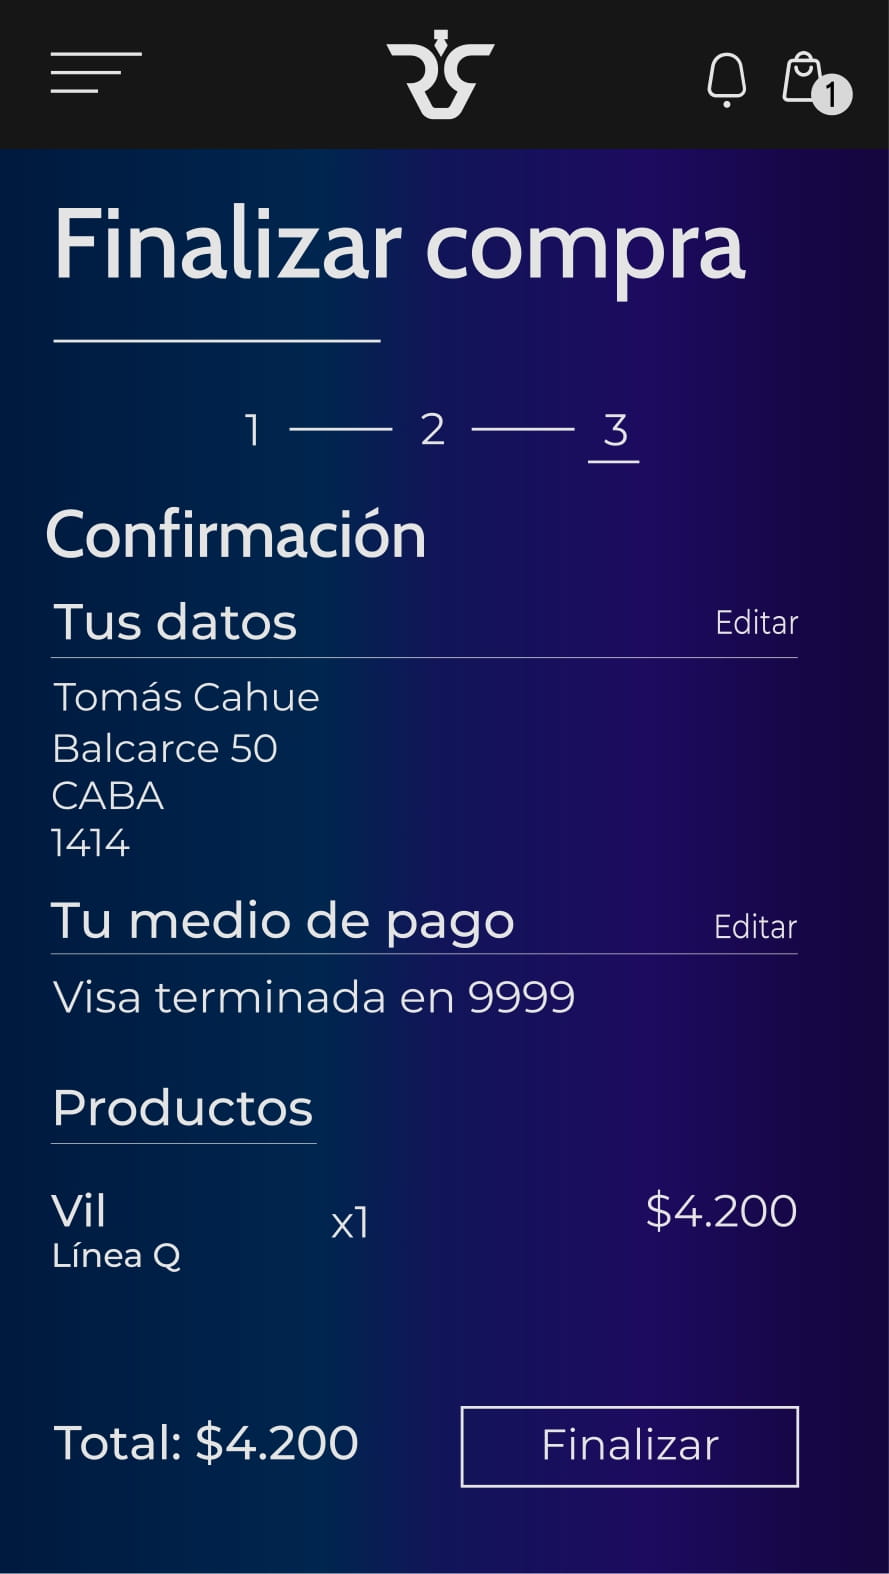 1
Finalizar compra
1 2 3
Confirmación
Tus datos Editar
Tomás Cahue
Balcarce 50
CABA
1414
Tu medio de pago Editar
Visa terminada en 9999
Productos
Vil x1 $4.200
Línea Q
Total: $4.200 Finalizar